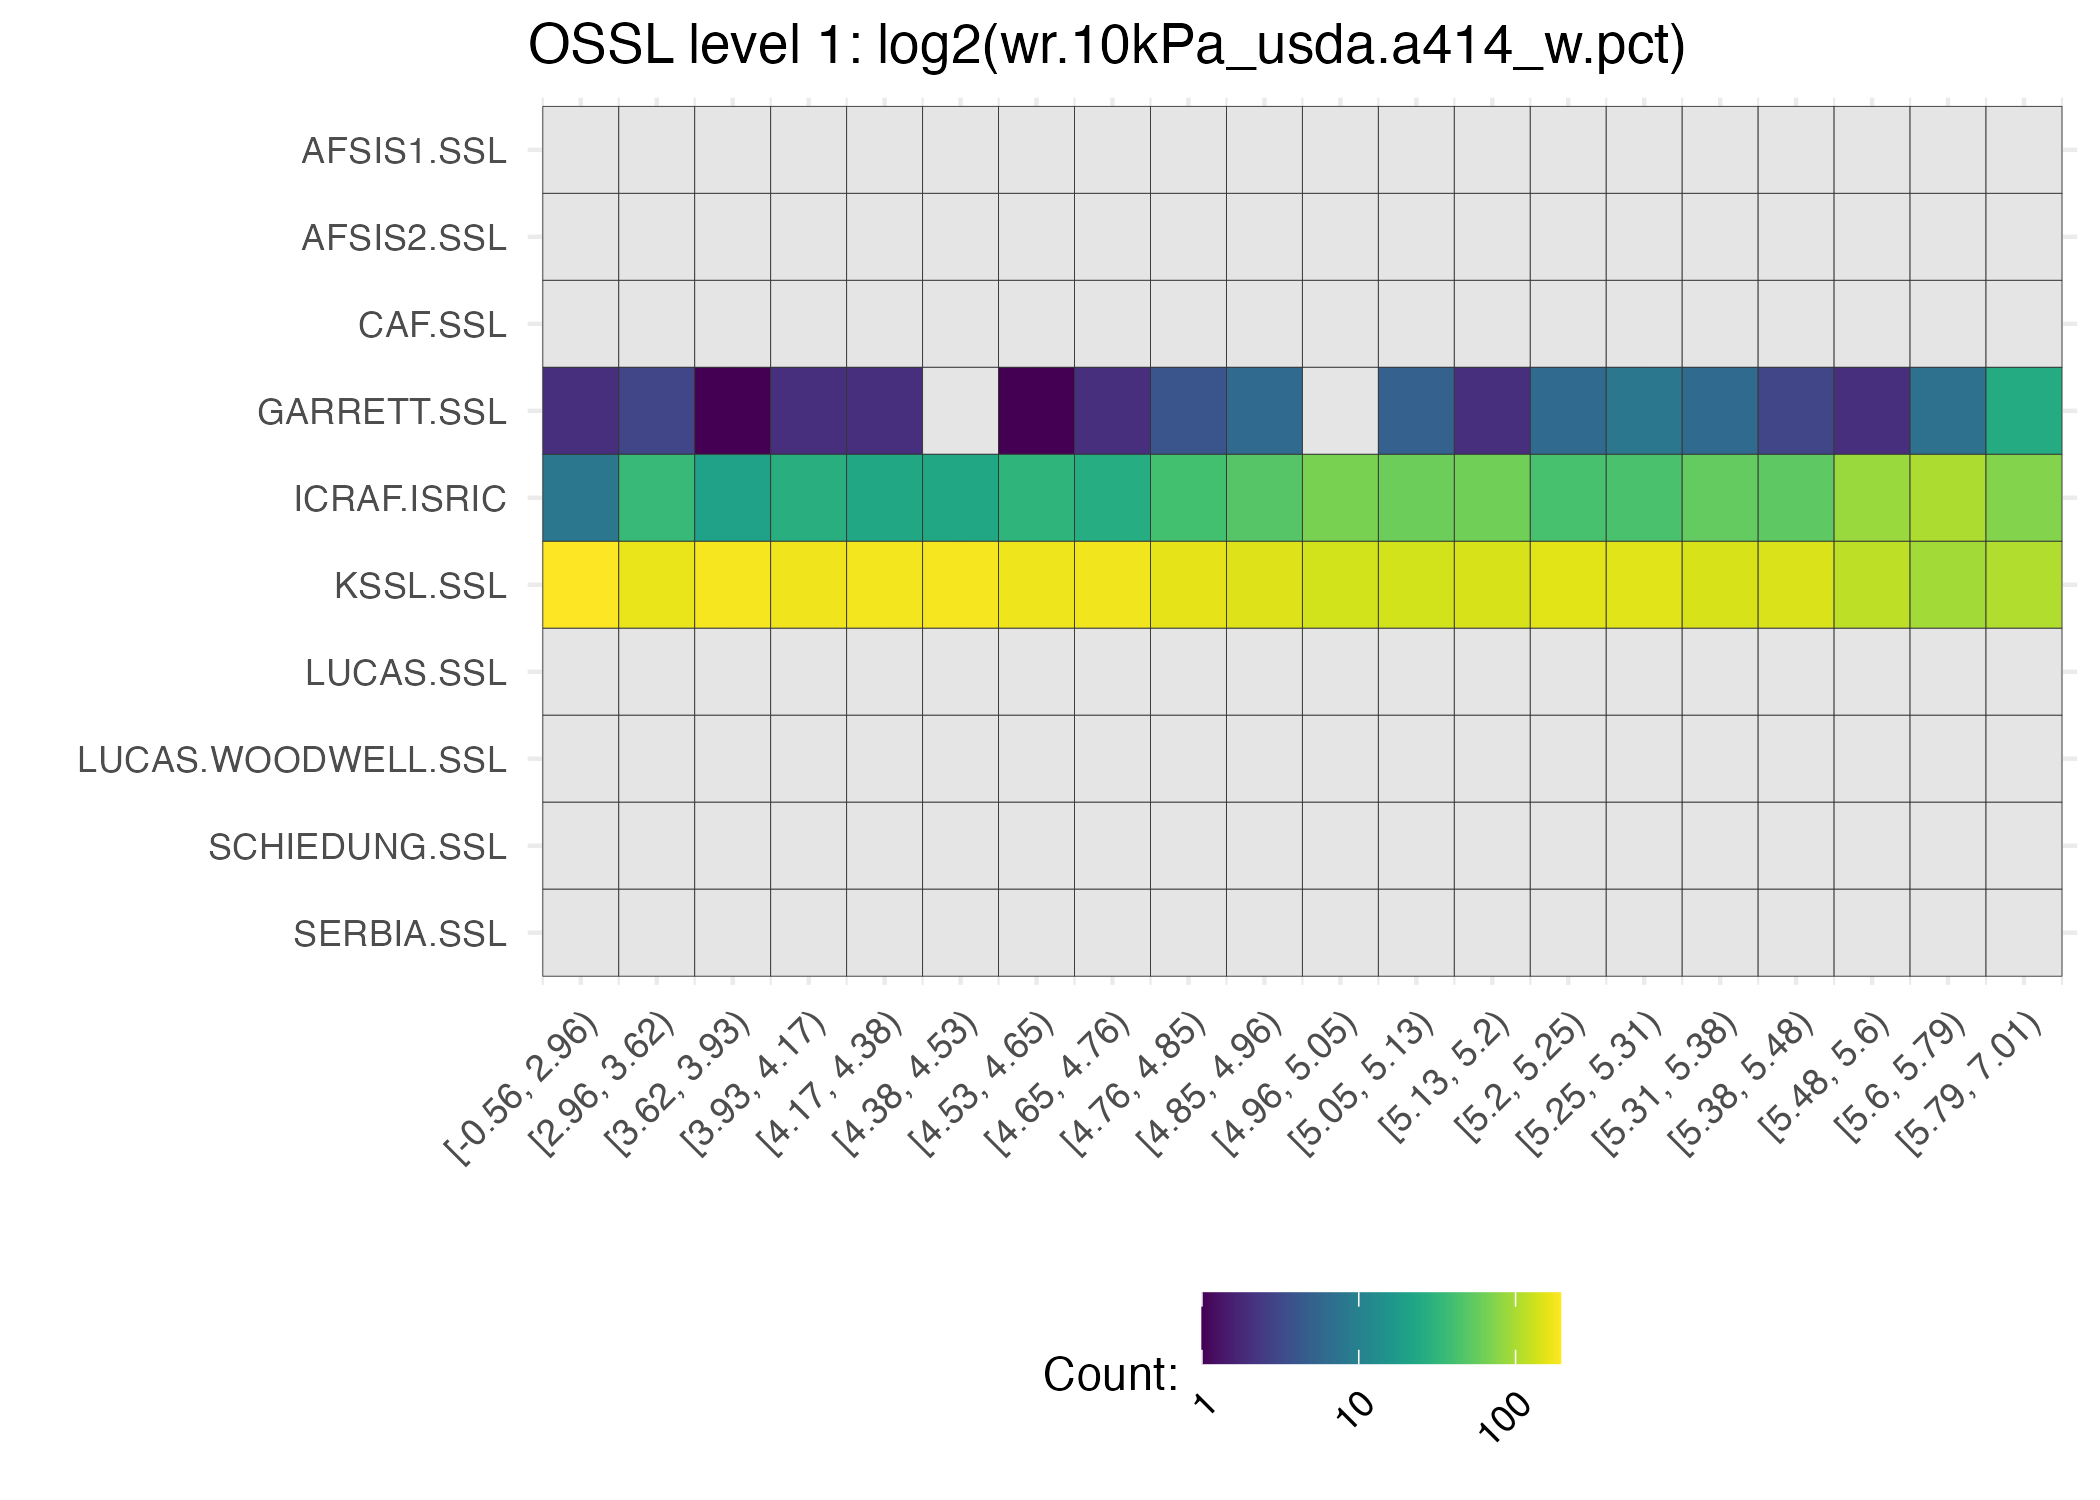 OSSL level 1: log2(wr.10kPa_usda.a414_w.pct)
AFSIS1.SSL
AFSIS2.SSL
CAF.SSL
GARRETT.SSL
ICRAF.ISRIC
KSSL.SSL
LUCAS.SSL
LUCAS.WOODWELL.SSL
SCHIEDUNG.SSL
SERBIA.SSL
[-0.56, 2.96)
[2.96, 3.62)
[3.62, 3.93)
[3.93, 4.17)
[4.17, 4.38)
[4.38, 4.53)
[4.53, 4.65)
[4.65, 4.76)
[4.76, 4.85)
[4.85, 4.96)
[4.96, 5.05)
[5.05, 5.13)
[5.13, 5.2)
[5.2, 5.25)
[5.25, 5.31)
[5.31, 5.38)
[5.38, 5.48)
[5.48, 5.6)
[5.6, 5.79)
[5.79, 7.01)
Count:
1
10
100